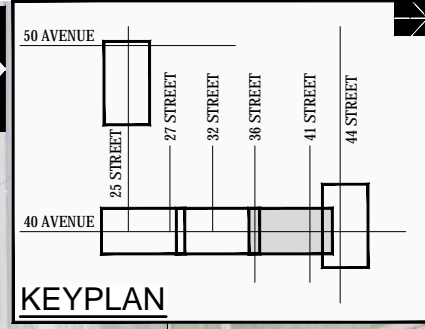 50 AVENUE
25 STREET
27 STREET
32 STREET
36 STREET
41 STREET
44 STREET
40 AVENUE
KEYPLAN